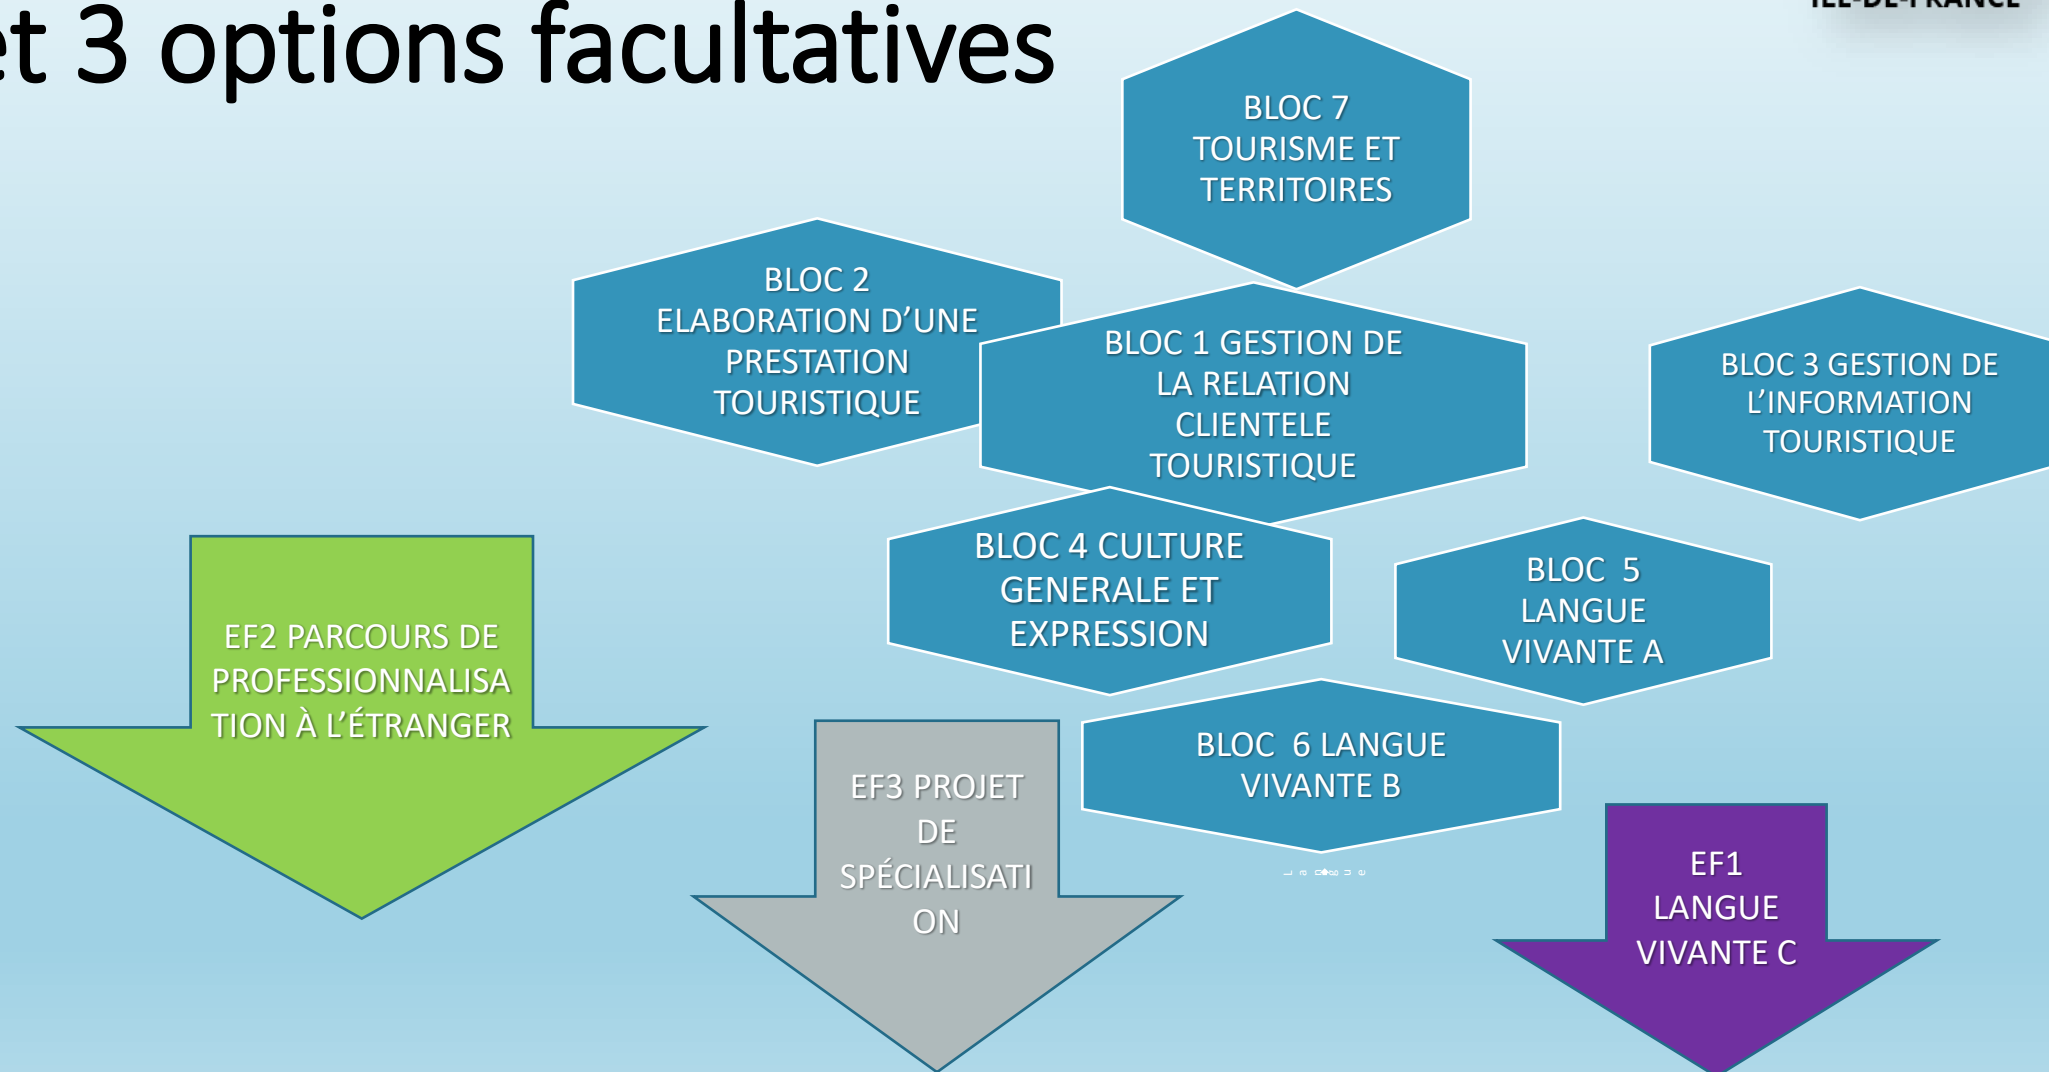 et 3 options facultatives
ILE-DE-FRANCE
BLOC 7
TOURISME ET
TERRITOIRES
BLOC 2
ELABORATION D’UNE
PRESTATION
TOURISTIQUE
BLOC 1 GESTION DE
LA RELATION
CLIENTELE
TOURISTIQUE
BLOC 3 GESTION DE
L’INFORMATION
TOURISTIQUE
BLOC 4 CULTURE
GENERALE ET
EXPRESSION
BLOC  5
LANGUE
VIVANTE A
BLOC  6 LANGUE
VIVANTE B
EF2 PARCOURS DE
PROFESSIONNALISA
TION À L’ÉTRANGER
EF3 PROJET
DE
SPÉCIALISATI
ON
EF1
LANGUE
VIVANTE C